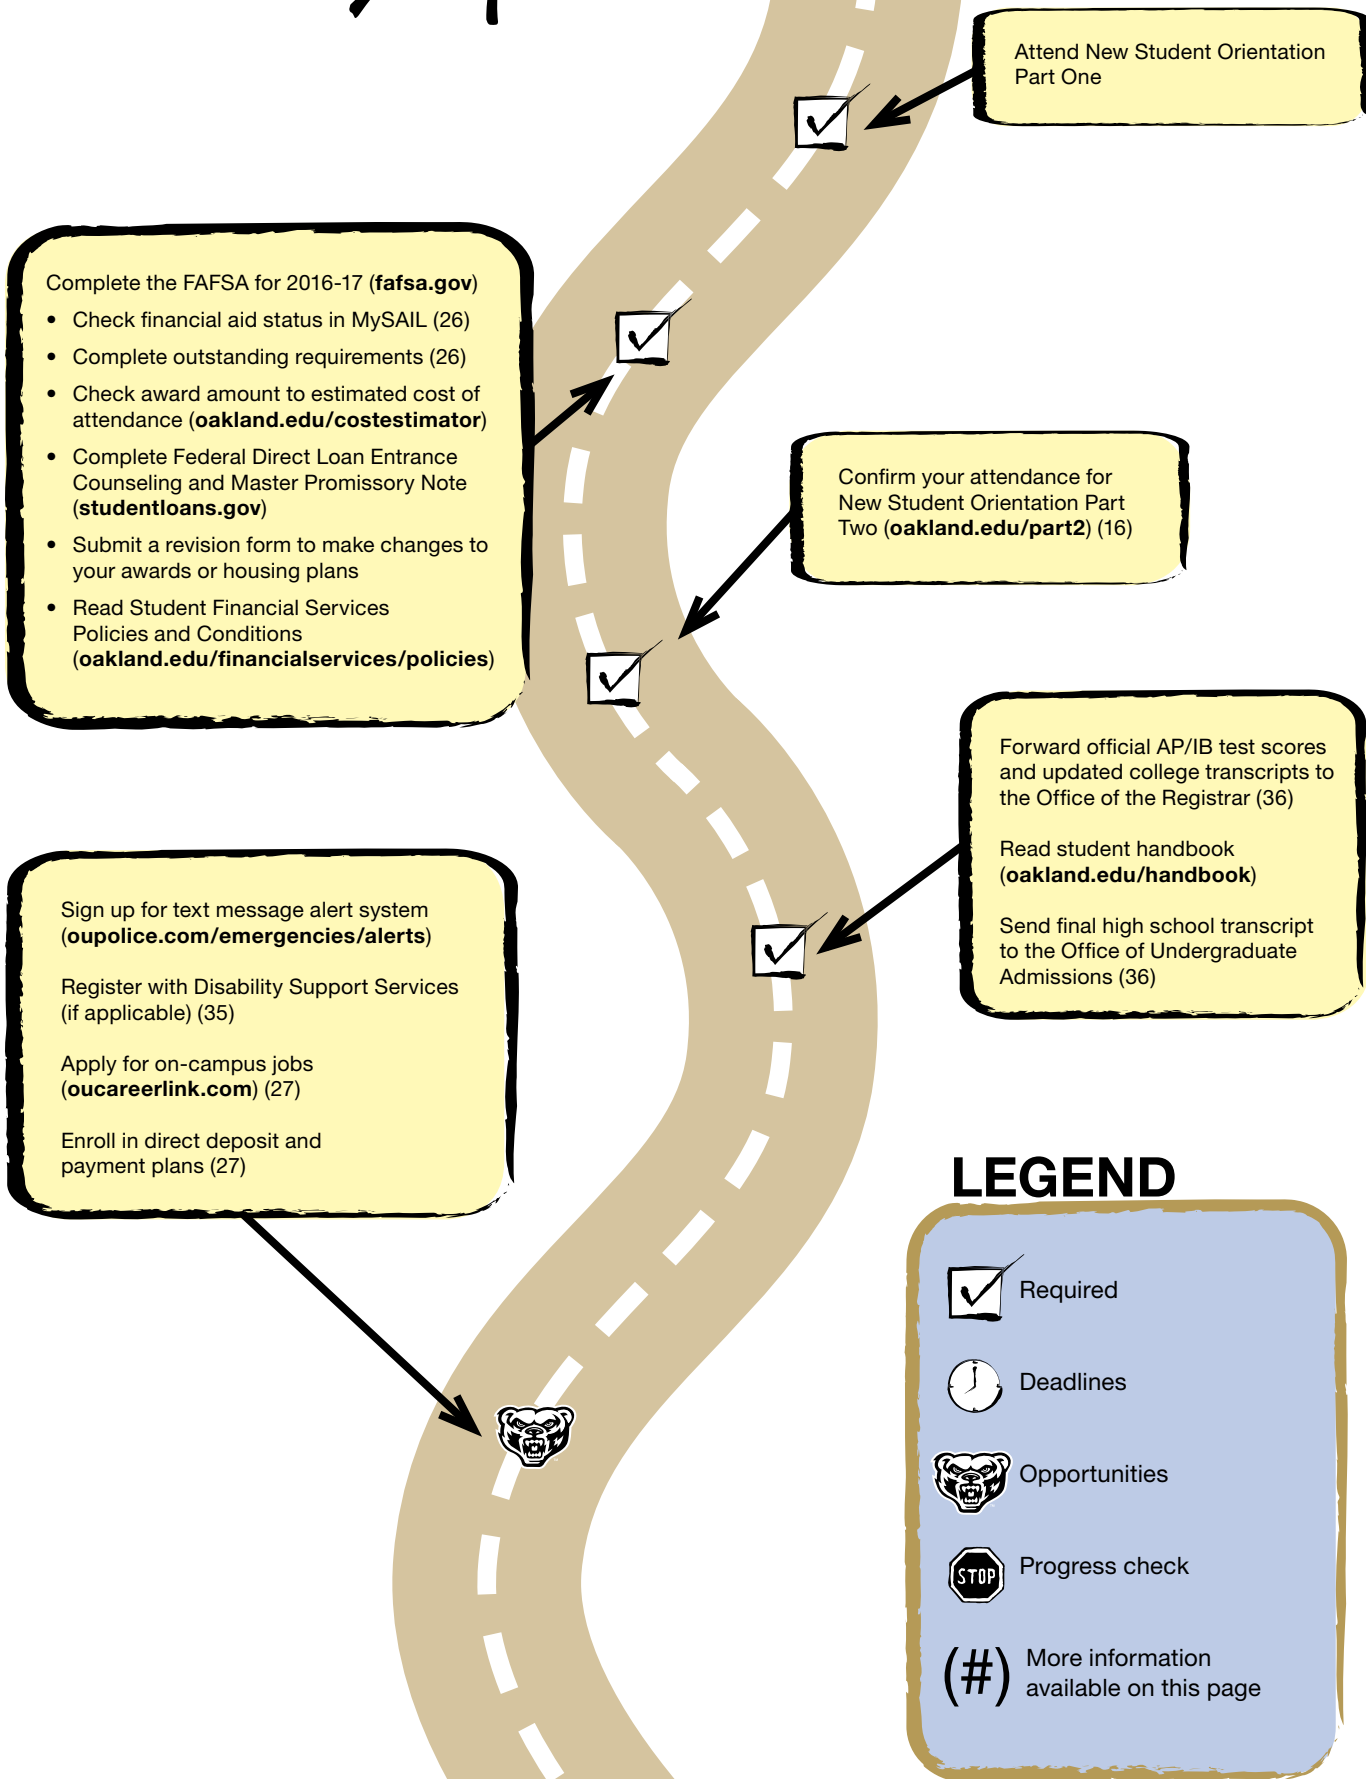 Attend New Student Orientation
Part One
Complete the FAFSA for 2016-17 (fafsa.gov)
• Check financial aid status in MySAIL (26)
• Complete outstanding requirements (26)
• Check award amount to estimated cost of
attendance (oakland.edu/costestimator)
• Complete Federal Direct Loan Entrance
Counseling and Master Promissory Note
(studentloans.gov)
• Submit a revision form to make changes to
your awards or housing plans
• Read Student Financial Services
Policies and Conditions
(oakland.edu/financialservices/policies)
Confirm your attendance for
New Student Orientation Part
Two (oakland.edu/part2) (16)
Forward official AP/IB test scores
and updated college transcripts to
the Office of the Registrar (36)
Read student handbook
(oakland.edu/handbook)
Send final high school transcript
to the Office of Undergraduate
Admissions (36)
Sign up for text message alert system
(oupolice.com/emergencies/alerts)
Register with Disability Support Services
(if applicable) (35)
Apply for on-campus jobs
(oucareerlink.com) (27)
Enroll in direct deposit and
payment plans (27)
LEGEND
Required
Deadlines
Opportunities
STOP Progress check
(#) More information
available on this page